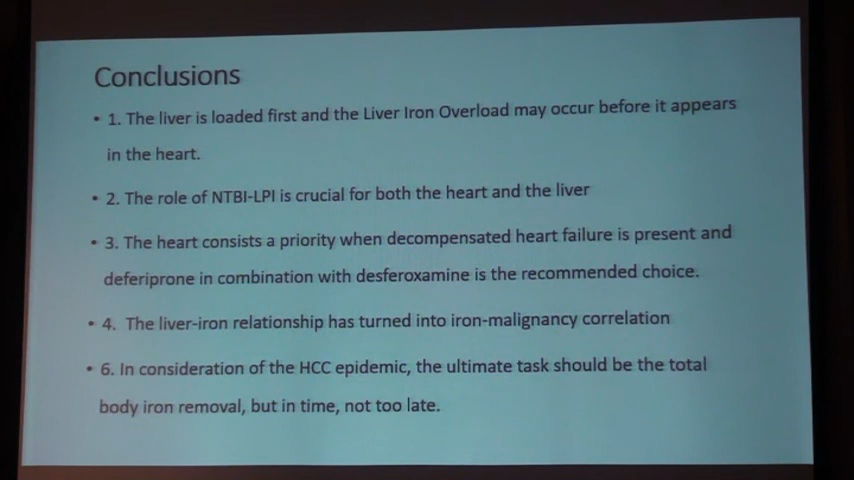 Conclusions
• 1. The liver is loaded first and the Liver Iron Overload may occur before it appears
in the heart.
• 2. The role of NTBI-LPI is crucial for both the heart and the liver
• 3. The heart consists a priority when decompensated heart failure is present and
deferiprone in combination with desferoxamine is the recommended choice.
• 4. The liver-iron relationship has turned into iron-malignancy correlation
• 6. In consideration of the HCC epidemic, the ultimate task should be the total
body iron removal, but in time, not too late.